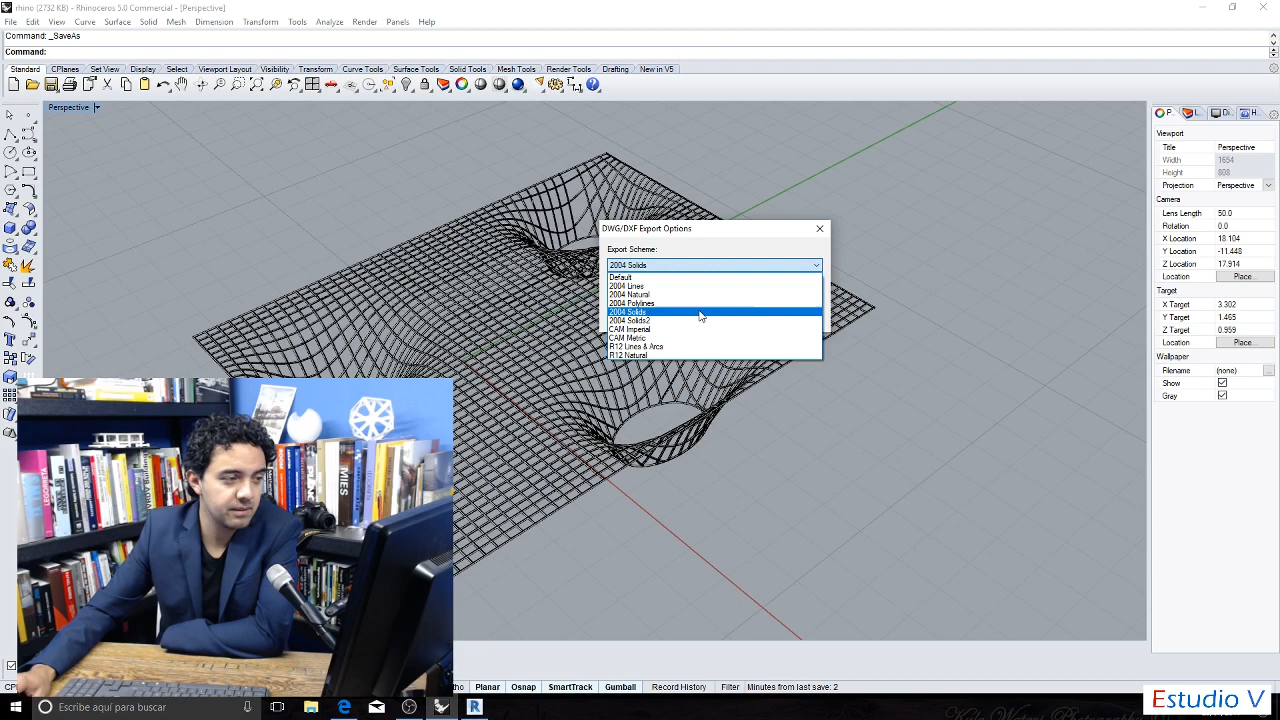 rhino (2732 KB) - Rhinoceros 5.0 Commercial - [Perspective]
File Edit View Curve Surface Solid Mesh Dimension Transform Tools Analyze Render Panels Help
Command: _SaveAs
Command:
Standard CPlanes Set View Display Select Viewport Layout Visibility Transform Curve Tools Surface Tools Solid Tools Mesh Tools Render Tools Drafting New in V5
Perspective
P... L... Di... H...
Viewport
Title Perspective
Width 1654
Height 808
Projection Perspective
Camera
Lens Length 50.0
Rotation 0.0
X Location 18.104
Y Location -11.448
Z Location 17.914
Location Place...
Target
X Target 3.302
Y Target 1.465
Z Target 0.959
Location Place...
Wallpaper
Filename (none) ...
Show
Gray
DWG/DXF Export Options
Export Scheme:
2004 Solids
Default
2004 Lines
2004 Natural
2004 Polylines
2004 Solids
2004 Solids2
CAM Imperial
CAM Metric
R12 Lines & Arcs
R12 Natural
MIES
Planar Osnap SmartTrack Gumball Record History Filter Minutes from last save: 2
Escribe aquí para buscar
Estudio V